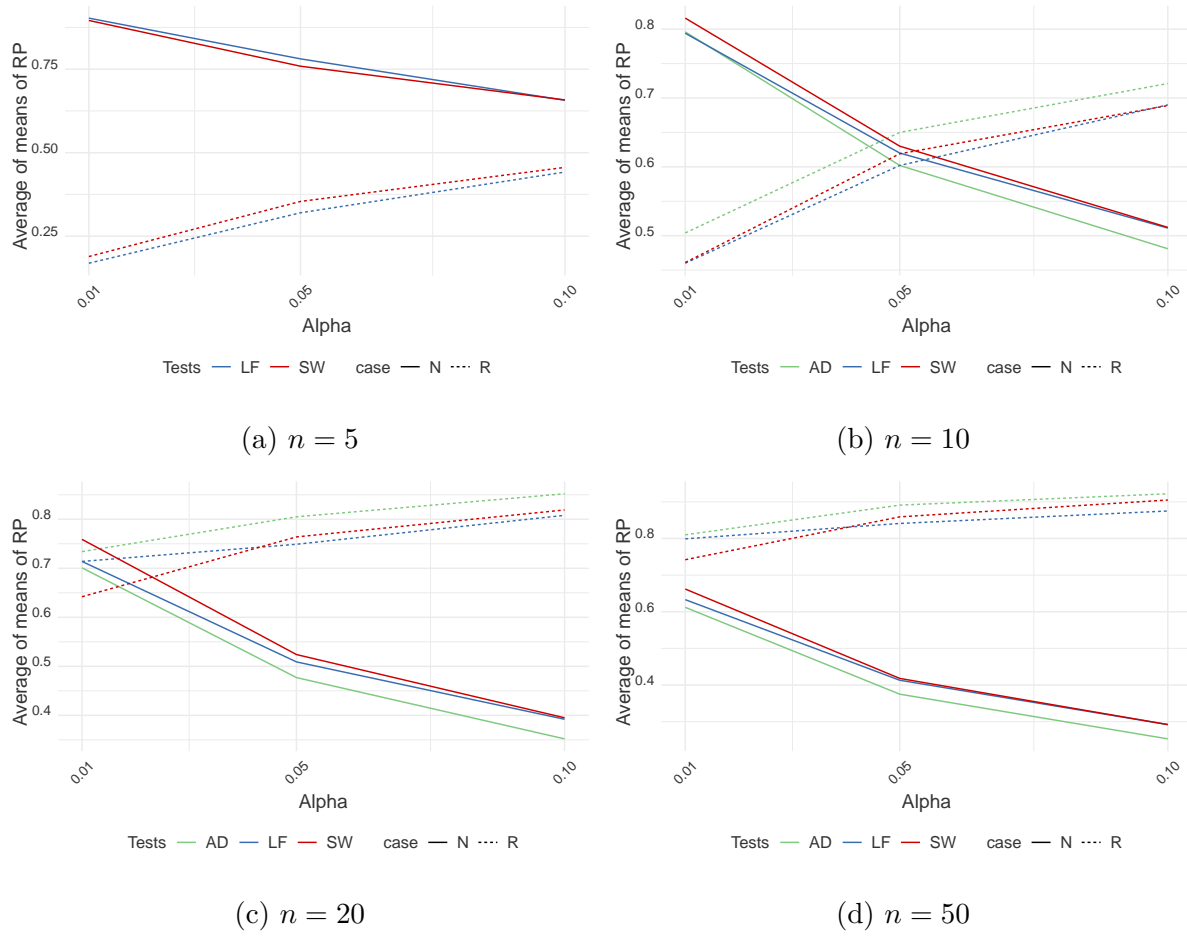 Average of means of RP
0.75
0.50
0.25
0.01
0.05
0.10
Alpha
Tests LF SW case N R
(a) n = 5
Average of means of RP
0.8
0.7
0.6
0.5
0.01
0.05
0.10
Alpha
Tests AD LF SW case N R
(b) n = 10
Average of means of RP
0.8
0.7
0.6
0.5
0.4
0.01
0.05
0.10
Alpha
Tests AD LF SW case N R
(c) n = 20
Average of means of RP
0.8
0.6
0.4
0.01
0.05
0.10
Alpha
Tests AD LF SW case N R
(d) n = 50